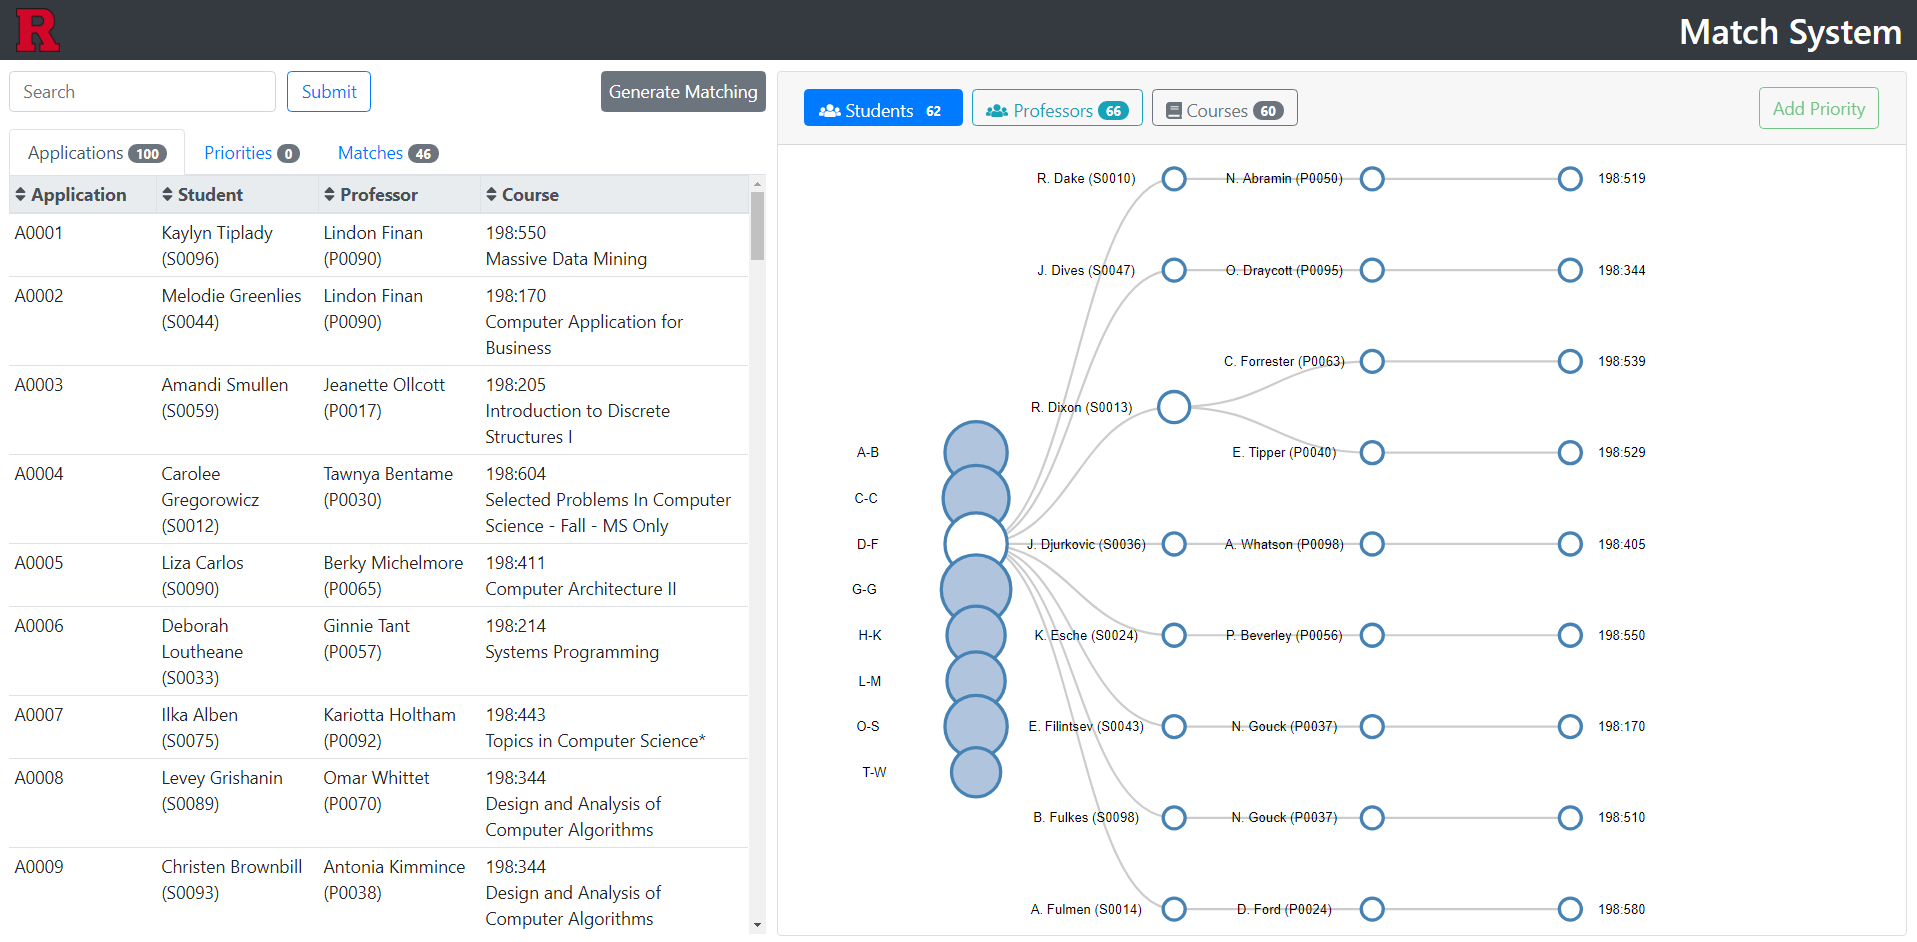 R
Match System
Search
Submit
Generate Matching
Applications 100
Priorities 0
Matches 46
Application Student Professor Course
A0001 Kaylyn Tiplady Lindon Finan 198:550
(S0096) (P0090) Massive Data Mining
A0002 Melodie Greenlies Lindon Finan 198:170
(S0044) (P0090) Computer Application for
Business
A0003 Amandi Smullen Jeanette Ollcott 198:205
(S0059) (P0017) Introduction to Discrete
Structures I
A0004 Carolee Tawnya Bentame 198:604
Gregorowicz (P0030) Selected Problems In Computer
(S0012) Science - Fall - MS Only
A0005 Liza Carlos Berky Michelmore 198:411
(S0090) (P0065) Computer Architecture II
A0006 Deborah Ginnie Tant 198:214
Loutheane (P0057) Systems Programming
(S0033)
A0007 Ilka Alben Kariotta Holtham 198:443
(S0075) (P0092) Topics in Computer Science*
A0008 Levey Grishanin Omar Whittet 198:344
(S0089) (P0070) Design and Analysis of
Computer Algorithms
A0009 Christen Brownbill Antonia Kimmince 198:344
(S0093) (P0038) Design and Analysis of
Computer Algorithms
Students 62
Professors 66
Courses 60
Add Priority
R. Dake (S0010) N. Abramin (P0050) 198:519
J. Dives (S0047) O. Draycott (P0095) 198:344
C. Forrester (P0063) 198:539
R. Dixon (S0013)
A-B E. Tipper (P0040) 198:529
C-C
D-F J. Djurkovic (S0036) A. Whatson (P0098) 198:405
G-G
H-K K. Esche (S0024) P. Beverley (P0056) 198:550
L-M
O-S E. Filintsev (S0043) N. Gouck (P0037) 198:170
T-W
B. Fulkes (S0098) N. Gouck (P0037) 198:510
A. Fulmen (S0014) D. Ford (P0024) 198:580